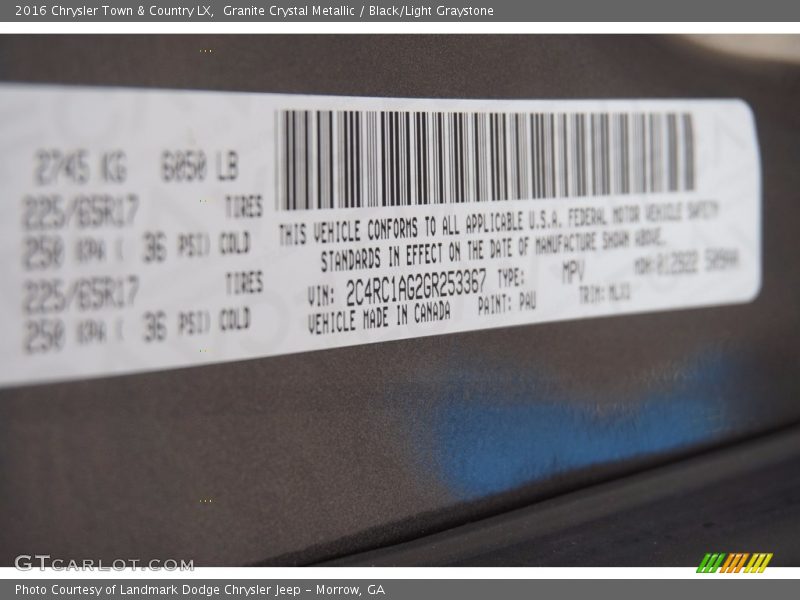 2016 Chrysler Town & Country LX, Granite Crystal Metallic / Black/Light Graystone
2745 KG 6050 LB
225/65R17 TIRES
250 KPA ( 36 PSI) COLD
225/65R17 TIRES
250 KPA ( 36 PSI) COLD
THIS VEHICLE CONFORMS TO ALL APPLICABLE U.S.A. FEDERAL MOTOR VEHICLE SAFETY
STANDARDS IN EFFECT ON THE DATE OF MANUFACTURE SHOWN ABOVE.
VIN: 2C4RC1AG2GR253367 TYPE: MPV
VEHICLE MADE IN CANADA PAINT: PAU TRIM:
GTCARLOT.COM
Photo Courtesy of Landmark Dodge Chrysler Jeep – Morrow, GA